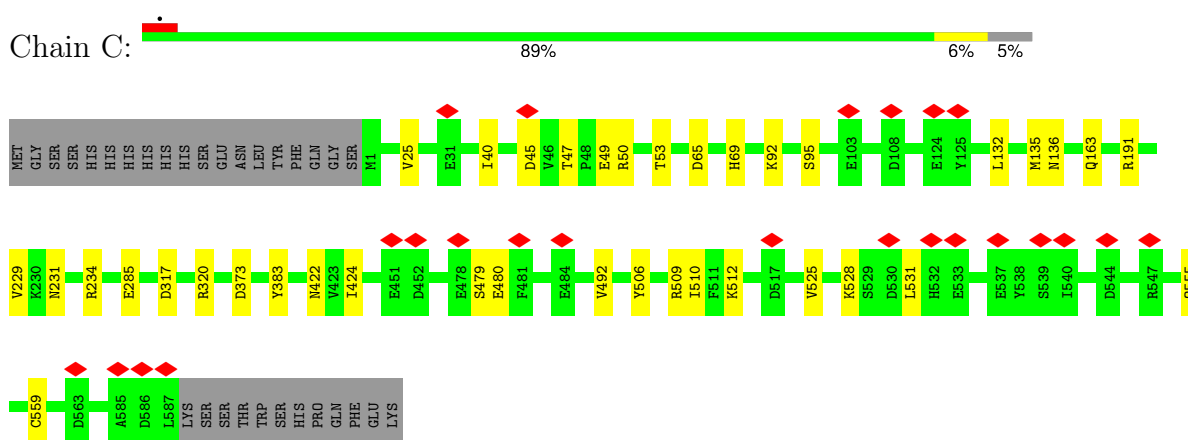 Chain C:
89% 6% 5%
MET GLY SER SER HIS HIS HIS HIS HIS HIS SER GLU ASN LEU TYR PHE GLN GLY SER M1 V25 E31 I40 D45 V46 T47 P48 E49 R50 T53 D65 H69 K92 S95 E103 D108 E124 Y125 L132 M135 N136 Q163 R191
V229 K230 N231 R234 E285 D317 R320 D373 Y383 N422 V423 I424 E451 D452 E478 S479 E480 F481 E484 V492 Y506 R509 I510 F511 K512 D517 V525 K528 S529 D530 L531 H532 E533 E537 Y538 S539 I540 D544 R547
C559 D563 A585 D586 L587 LYS SER SER THR TRP SER HIS PRO GLN PHE GLU LYS